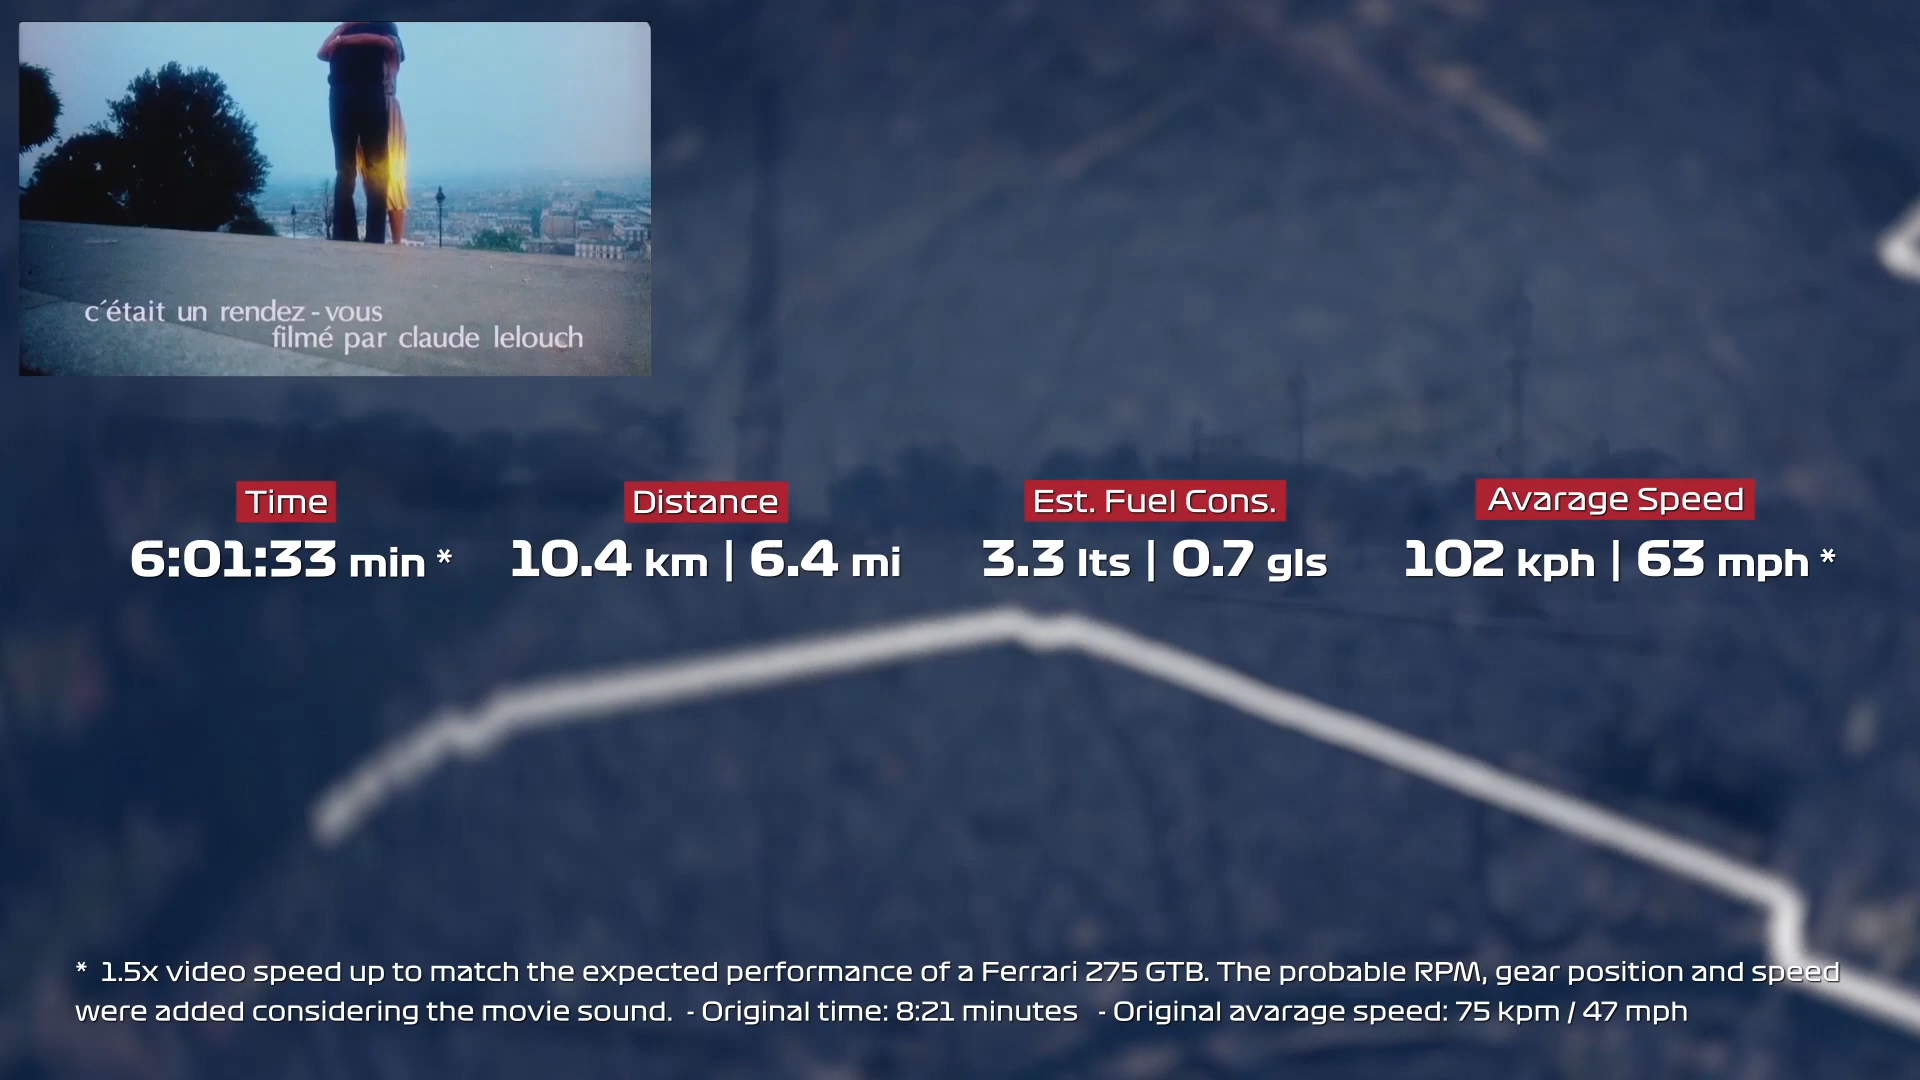 c´était un rendez-vous
filmé par claude lelouch
Time
6:01:33 min *
Distance
10.4 km | 6.4 mi
Est. Fuel Cons.
3.3 lts | 0.7 gls
Avarage Speed
102 kph | 63 mph *
* 1.5x video speed up to match the expected performance of a Ferrari 275 GTB. The probable RPM, gear position and speed
were added considering the movie sound. - Original time: 8:21 minutes - Original avarage speed: 75 kpm / 47 mph